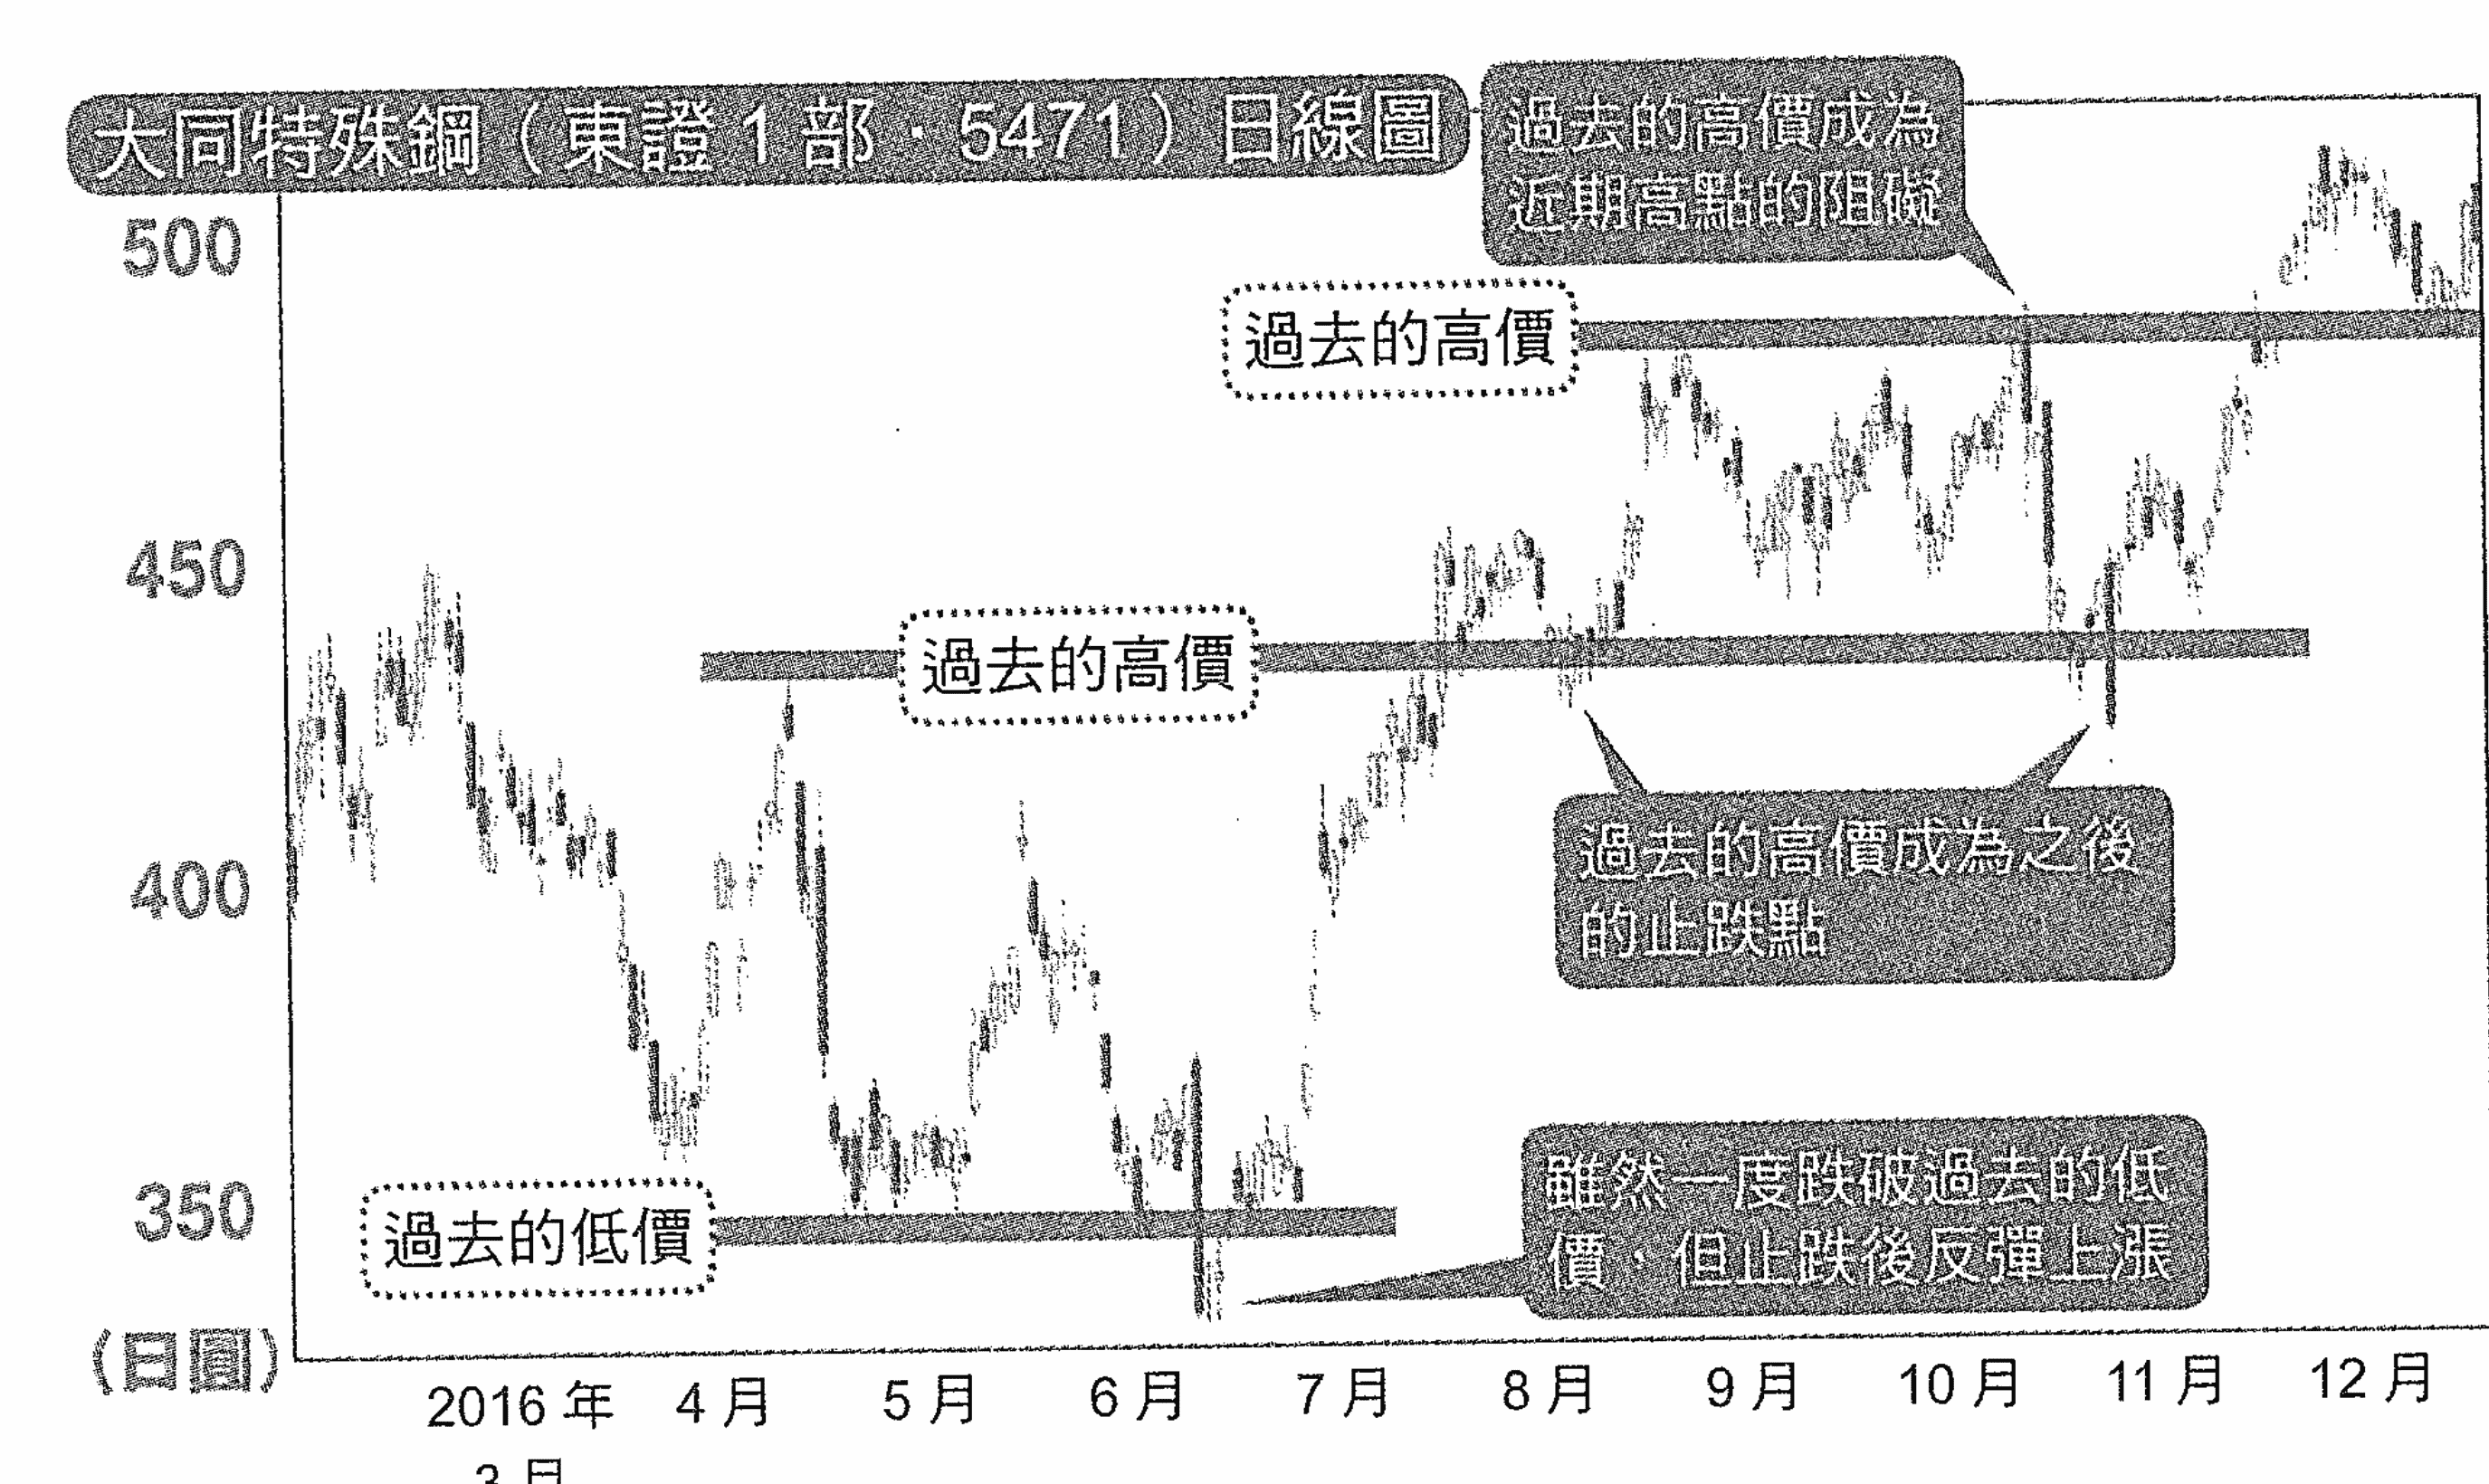 大同特殊鋼（東證1部・5471）日線圖
過去的高價成為
近期高點的阻礙
500
過去的高價
450
過去的高價
400
過去的高價成為之後
的止跌點
350
過去的低價
雖然一度跌破過去的低
價，但止跌後反彈上漲
(日圓)
2016年 4月 5月 6月 7月 8月 9月 10月 11月 12月
3月